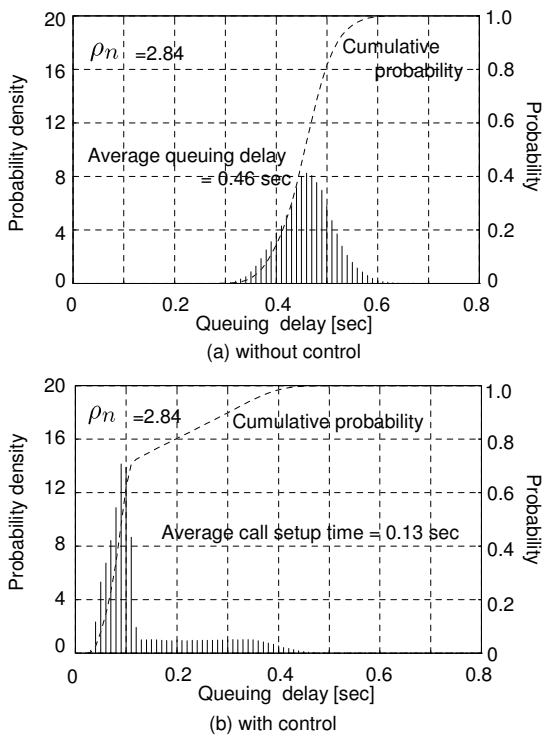 20
16
12
8
4
0
Probability density
ρn =2.84
Cumulative
probability
Average queuing delay
= 0.46 sec
1.0
0.8
0.6
0.4
0.2
0
Probability
0 0.2 0.4 0.6 0.8
Queuing delay [sec]
(a) without control
20
16
12
8
4
0
Probability density
ρn =2.84
Cumulative probability
Average call setup time = 0.13 sec
1.0
0.8
0.6
0.4
0.2
0
Probability
0 0.2 0.4 0.6 0.8
Queuing delay [sec]
(b) with control